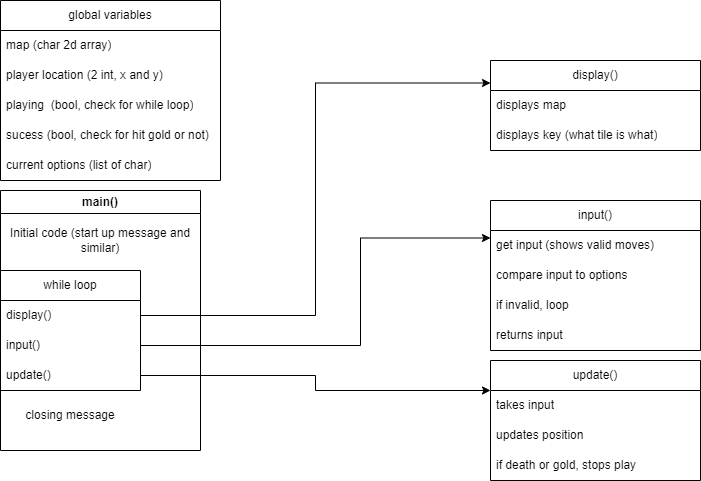 global variables
map (char 2d array)
player location (2 int, x and y)
playing  (bool, check for while loop)
sucess (bool, check for hit gold or not)
current options (list of char)
main()
Initial code (start up message and
similar)
while loop
display()
input()
update()
closing message
display()
displays map
displays key (what tile is what)
input()
get input (shows valid moves)
compare input to options
if invalid, loop
returns input
update()
takes input
updates position
if death or gold, stops play